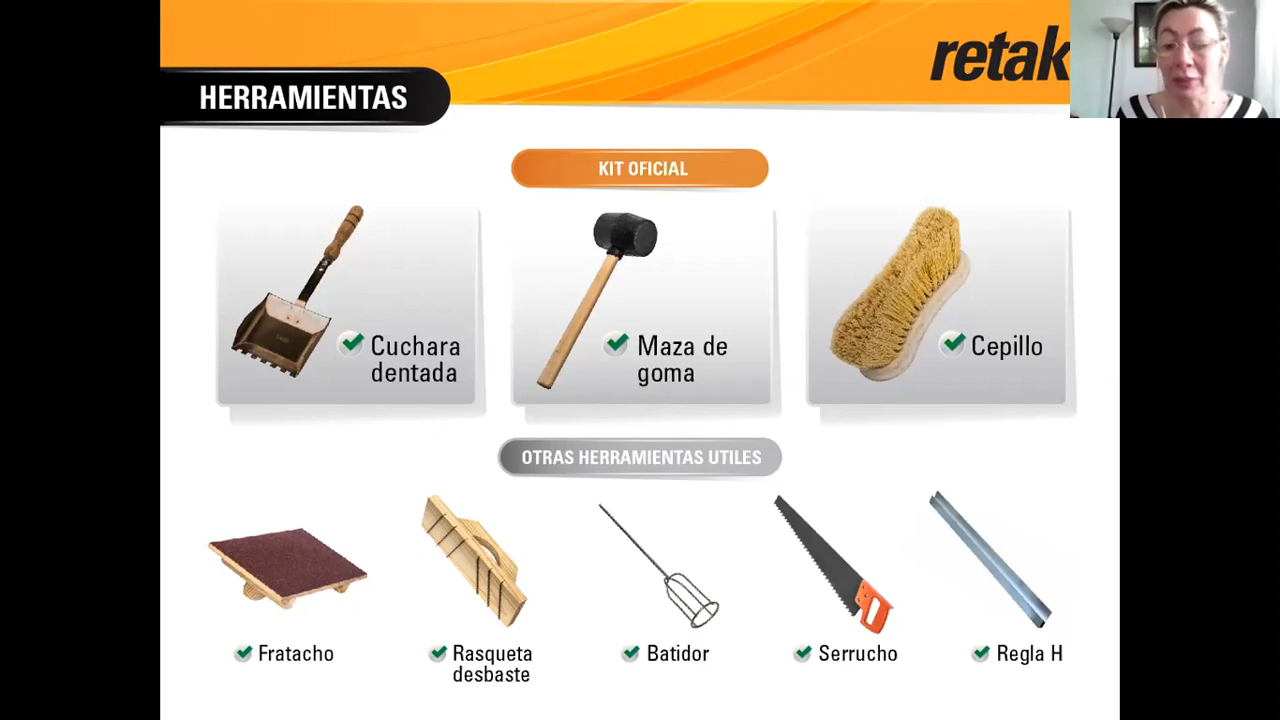 retak
HERRAMIENTAS
KIT OFICIAL
Cuchara
dentada
Maza de
goma
Cepillo
OTRAS HERRAMIENTAS UTILES
Fratacho
Rasqueta
desbaste
Batidor
Serrucho
Regla H